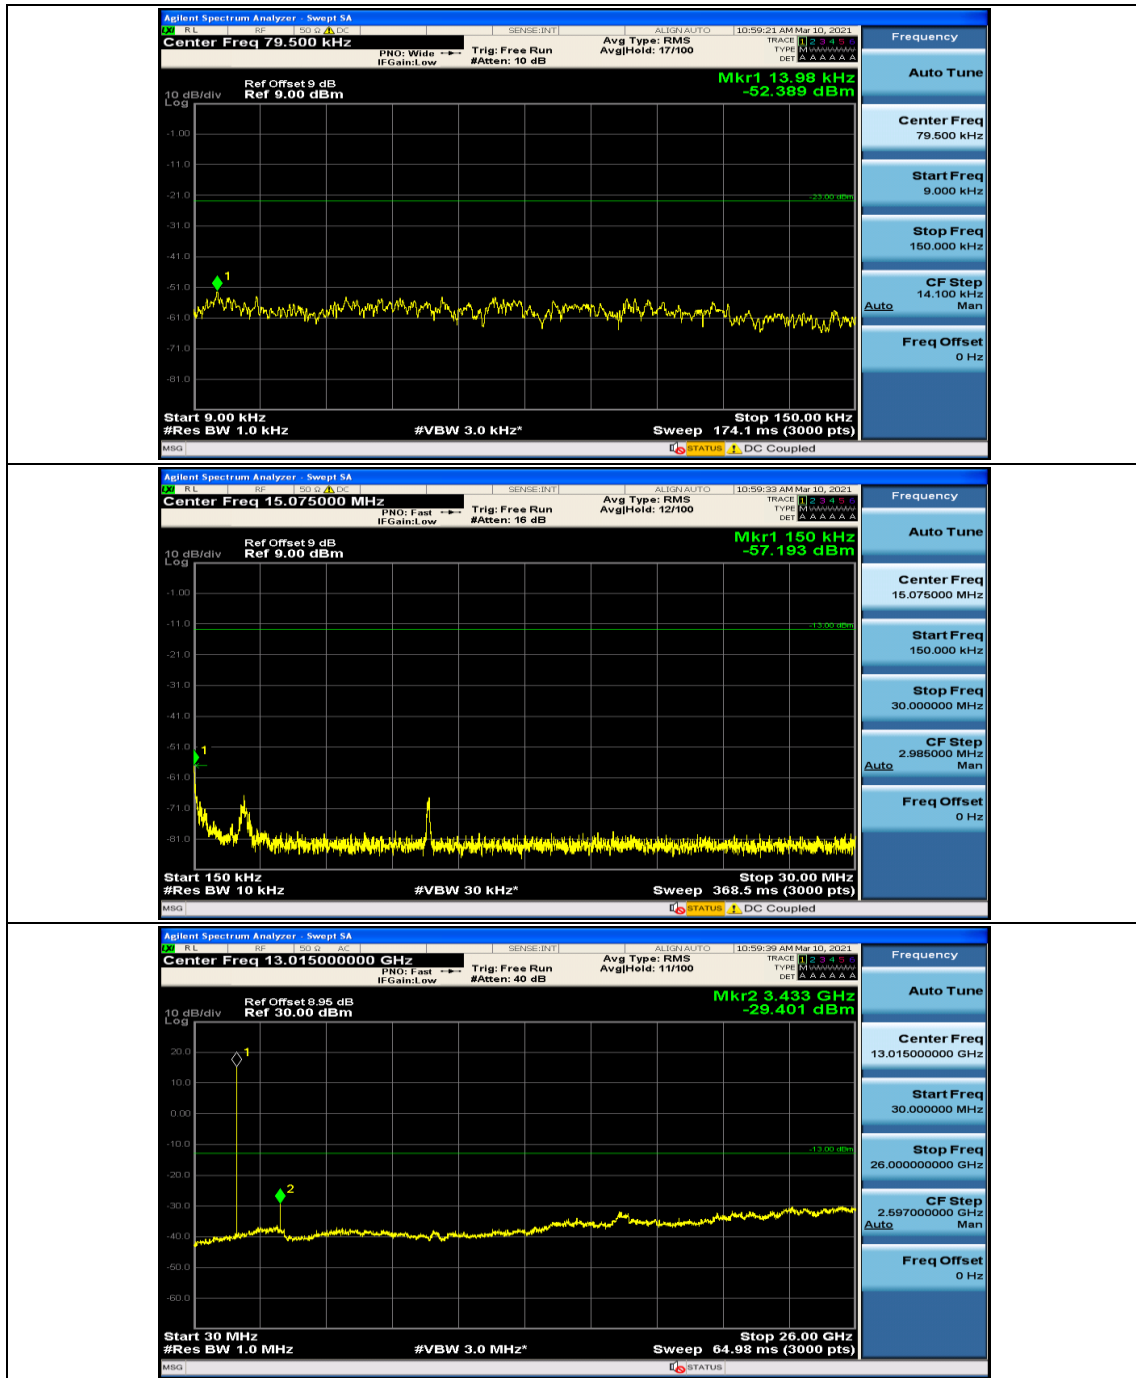 Agilent Spectrum Analyzer - Swept SA
LXI RL RF 50 Ω DC SENSE:INT ALIGN AUTO 10:59:21 AM Mar 10, 2021
Center Freq 79.500 kHz
PNO: Wide
IFGain:Low
Trig: Free Run
#Atten: 10 dB
Avg Type: RMS
Avg|Hold: 17/100
TRACE 1 2 3 4 5 6
TYPE M
DET A A A A A A
Ref Offset 9 dB
10 dB/div Ref 9.00 dBm
Log
Mkr1 13.98 kHz
-52.389 dBm
-1.00
-11.0
-21.0
-23.00 dBm
-31.0
-41.0
-51.0
1
-61.0
-71.0
-81.0
Start 9.00 kHz Stop 150.00 kHz
#Res BW 1.0 kHz #VBW 3.0 kHz* Sweep 174.1 ms (3000 pts)
MSG STATUS DC Coupled
Frequency
Auto Tune
Center Freq
79.500 kHz
Start Freq
9.000 kHz
Stop Freq
150.000 kHz
CF Step
14.100 kHz
Auto Man
Freq Offset
0 Hz
Agilent Spectrum Analyzer - Swept SA
LXI RL RF 50 Ω DC SENSE:INT ALIGN AUTO 10:59:33 AM Mar 10, 2021
Center Freq 15.075000 MHz
PNO: Fast
IFGain:Low
Trig: Free Run
#Atten: 16 dB
Avg Type: RMS
Avg|Hold: 12/100
TRACE 1 2 3 4 5 6
TYPE M
DET A A A A A A
Ref Offset 9 dB
10 dB/div Ref 9.00 dBm
Log
Mkr1 150 kHz
-57.193 dBm
-1.00
-11.0
-13.00 dBm
-21.0
-31.0
-41.0
-51.0
1
-61.0
-71.0
-81.0
Start 150 kHz Stop 30.00 MHz
#Res BW 10 kHz #VBW 30 kHz* Sweep 368.5 ms (3000 pts)
MSG STATUS DC Coupled
Frequency
Auto Tune
Center Freq
15.075000 MHz
Start Freq
150.000 kHz
Stop Freq
30.000000 MHz
CF Step
2.985000 MHz
Auto Man
Freq Offset
0 Hz
Agilent Spectrum Analyzer - Swept SA
LXI RL RF 50 Ω AC SENSE:INT ALIGN AUTO 10:59:39 AM Mar 10, 2021
Center Freq 13.015000000 GHz
PNO: Fast
IFGain:Low
Trig: Free Run
#Atten: 40 dB
Avg Type: RMS
Avg|Hold: 11/100
TRACE 1 2 3 4 5 6
TYPE M
DET A A A A A A
Ref Offset 8.95 dB
10 dB/div Ref 30.00 dBm
Log
Mkr2 3.433 GHz
-29.401 dBm
20.0
1
10.0
0.00
-10.0
-13.00 dBm
-20.0
2
-30.0
-40.0
-50.0
-60.0
Start 30 MHz Stop 26.00 GHz
#Res BW 1.0 MHz #VBW 3.0 MHz* Sweep 64.98 ms (3000 pts)
MSG STATUS
Frequency
Auto Tune
Center Freq
13.015000000 GHz
Start Freq
30.000000 MHz
Stop Freq
26.000000000 GHz
CF Step
2.597000000 GHz
Auto Man
Freq Offset
0 Hz